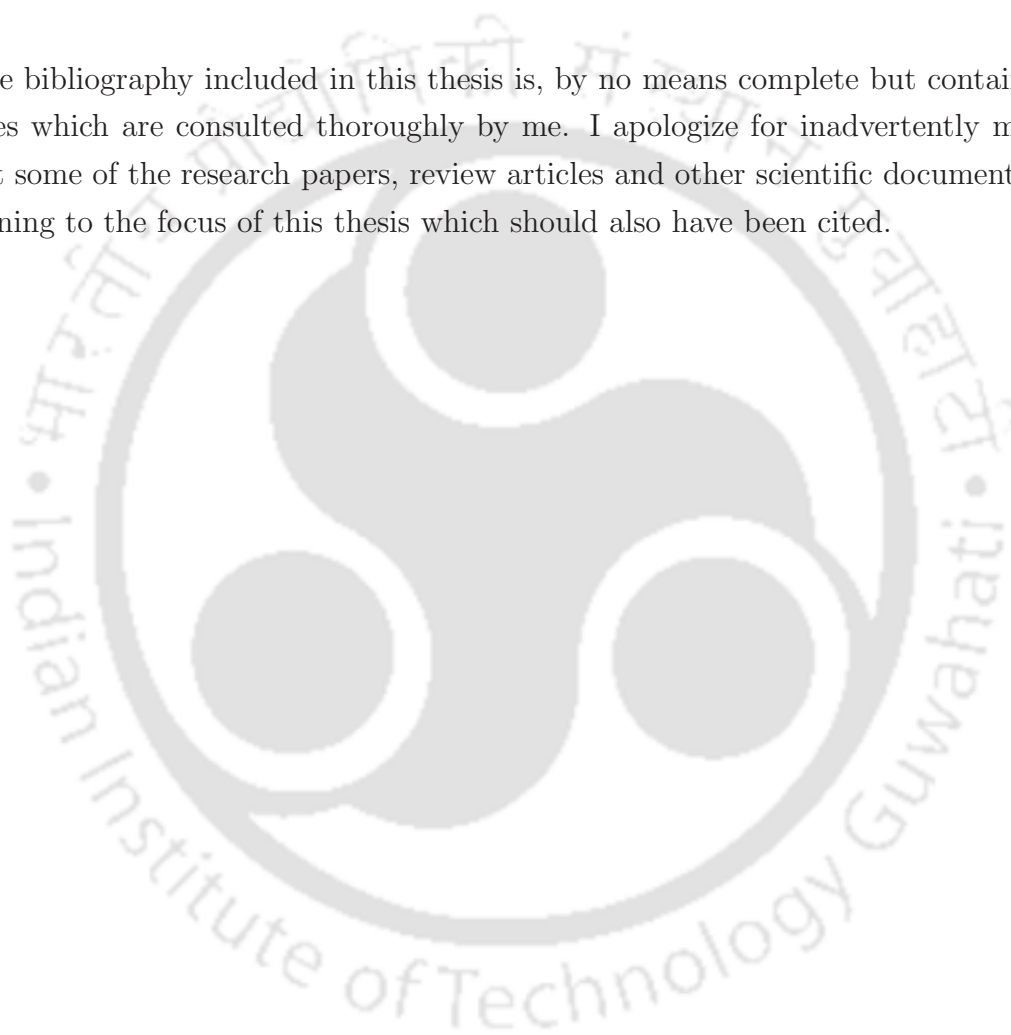 e bibliography included in this thesis is, by no means complete but contain
es which are consulted thoroughly by me. I apologize for inadvertently m
t some of the research papers, review articles and other scientific document
ning to the focus of this thesis which should also have been cited.
भारतीय प्रौद्योगिकी संस्थान गुवाहाटी
Indian Institute of Technology Guwahati